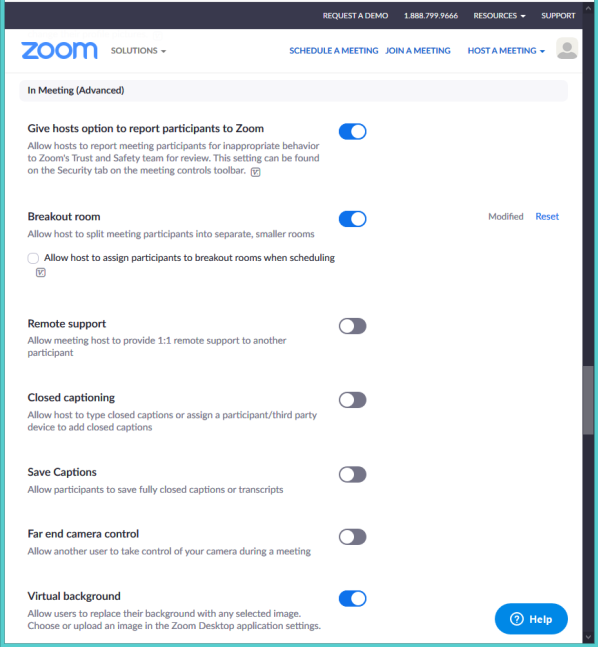 REQUEST A DEMO 1.888.799.9666 RESOURCES SUPPORT
zoom SOLUTIONS SCHEDULE A MEETING JOIN A MEETING HOST A MEETING
In Meeting (Advanced)
Give hosts option to report participants to Zoom
Allow hosts to report meeting participants for inappropriate behavior
to Zoom's Trust and Safety team for review. This setting can be found
on the Security tab on the meeting controls toolbar.
Breakout room Modified Reset
Allow host to split meeting participants into separate, smaller rooms
Allow host to assign participants to breakout rooms when scheduling
Remote support
Allow meeting host to provide 1:1 remote support to another
participant
Closed captioning
Allow host to type closed captions or assign a participant/third party
device to add closed captions
Save Captions
Allow participants to save fully closed captions or transcripts
Far end camera control
Allow another user to take control of your camera during a meeting
Virtual background
Allow users to replace their background with any selected image.
Choose or upload an image in the Zoom Desktop application settings.
Help